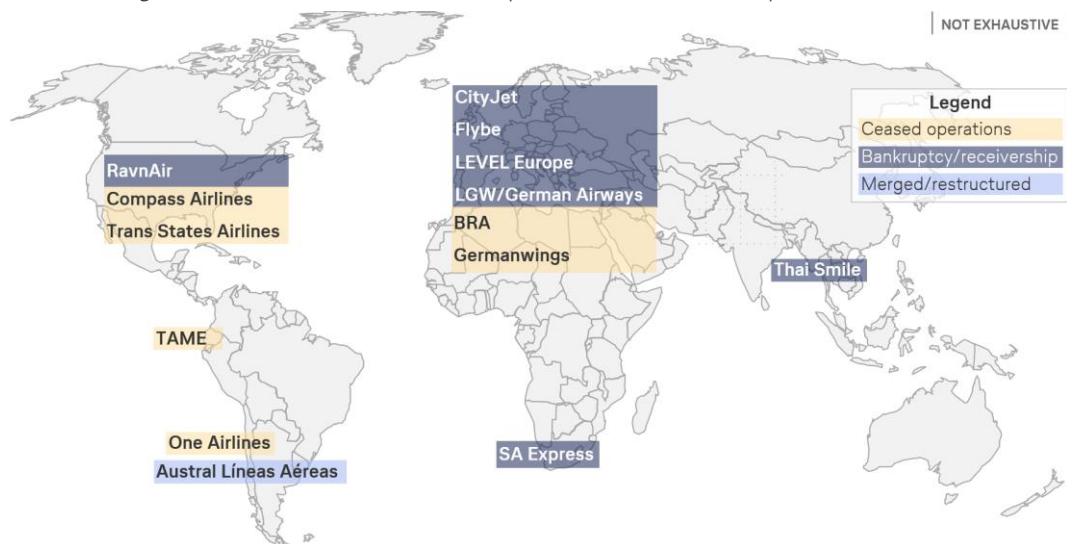 NOT EXHAUSTIVE
Legend
Ceased operations
Bankruptcy/receivership
Merged/restructured
CityJet
Flybe
LEVEL Europe
LGW/German Airways
BRA
Germanwings
RavnAir
Compass Airlines
Trans States Airlines
Thai Smile
TAME
One Airlines
Austral Líneas Aéreas
SA Express